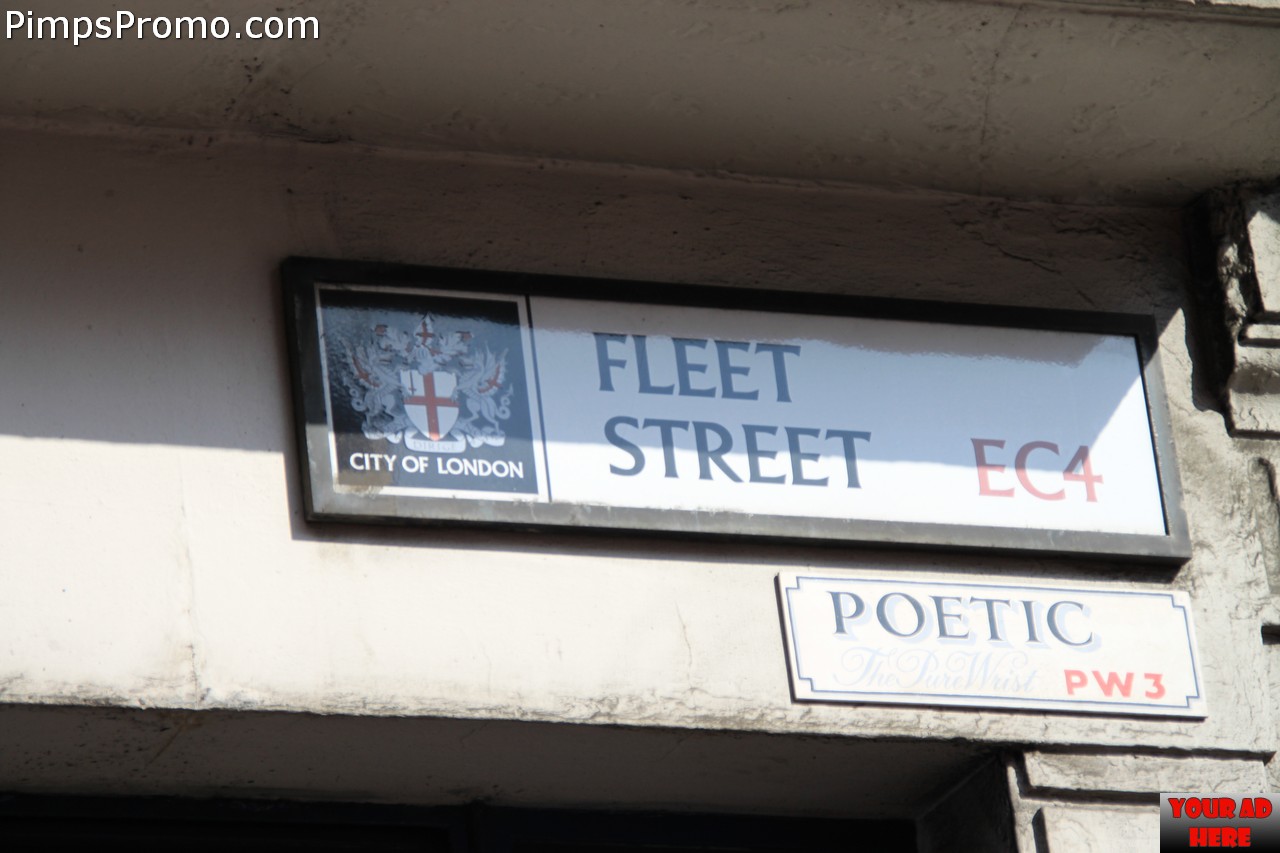 PimpsPromo.com
FLEET
STREET
EC4
CITY OF LONDON
POETIC
The Pure Wrist
PW3
YOUR AD
HERE